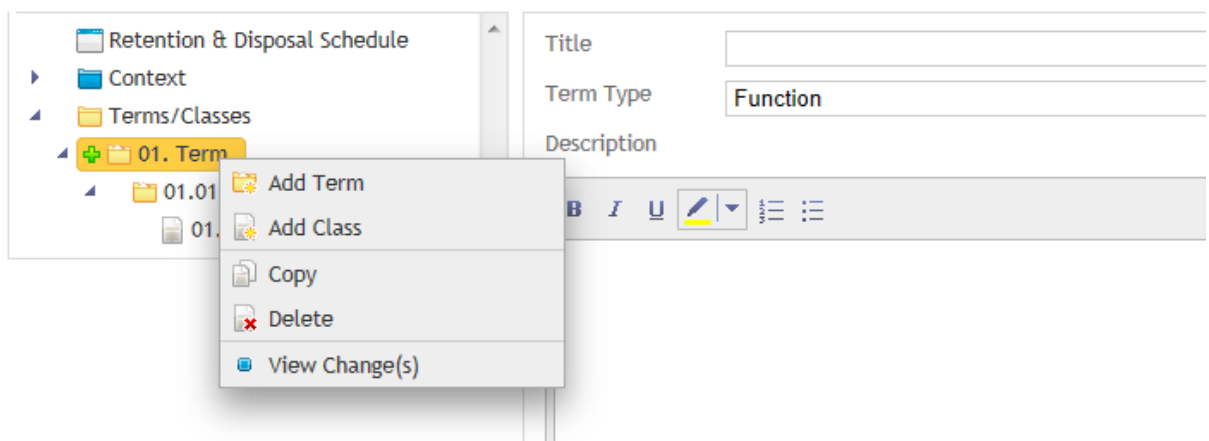 Retention & Disposal Schedule
Context
Terms/Classes
01. Term
01.01
01.
Add Term
Add Class
Copy
Delete
View Change(s)
Title
Term Type
Function
Description
B I U